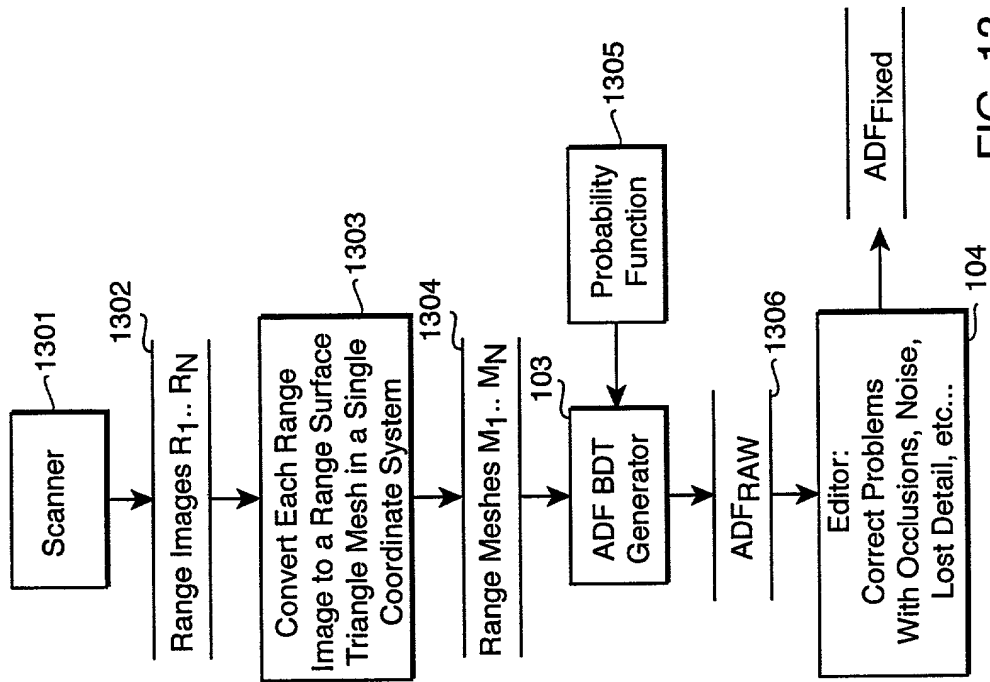 1301
Scanner
1302
Range Images R1.. RN
1303
Convert Each Range
Image to a Range Surface
Triangle Mesh in a Single
Coordinate System
1304
Range Meshes M1.. MN
1305
Probability
Function
103
ADF BDT
Generator
1306
ADFRAW
104
Editor:
Correct Problems
With Occlusions, Noise,
Lost Detail, etc...
ADFFixed
FIG.